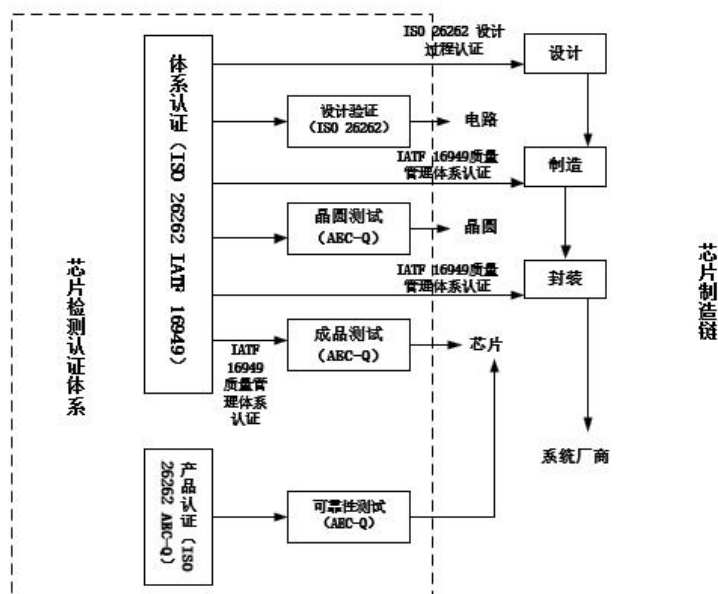 ISO 26262 设计
过程认证
设计
体系认证（ISO 26262 IATF 16949）
设计验证
（ISO 26262）
电路
IATF 16949质量
管理体系认证
制造
晶圆测试
（AEC-Q）
晶圆
IATF 16949质量
管理体系认证
封装
芯片检测认证体系
芯片制造链
成品测试
（AEC-Q）
芯片
IATF
16949
质量管
理体系
认证
系统厂商
产品认证（ISO
26262 AEC-Q）
可靠性测试
（AEC-Q）